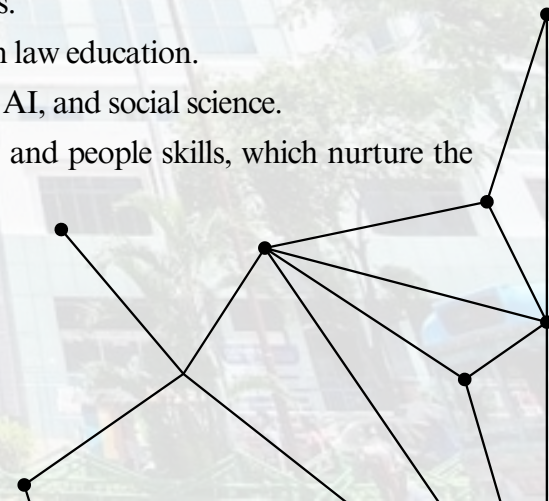 s.
n law education.
AI, and social science.
and people skills, which nurture the